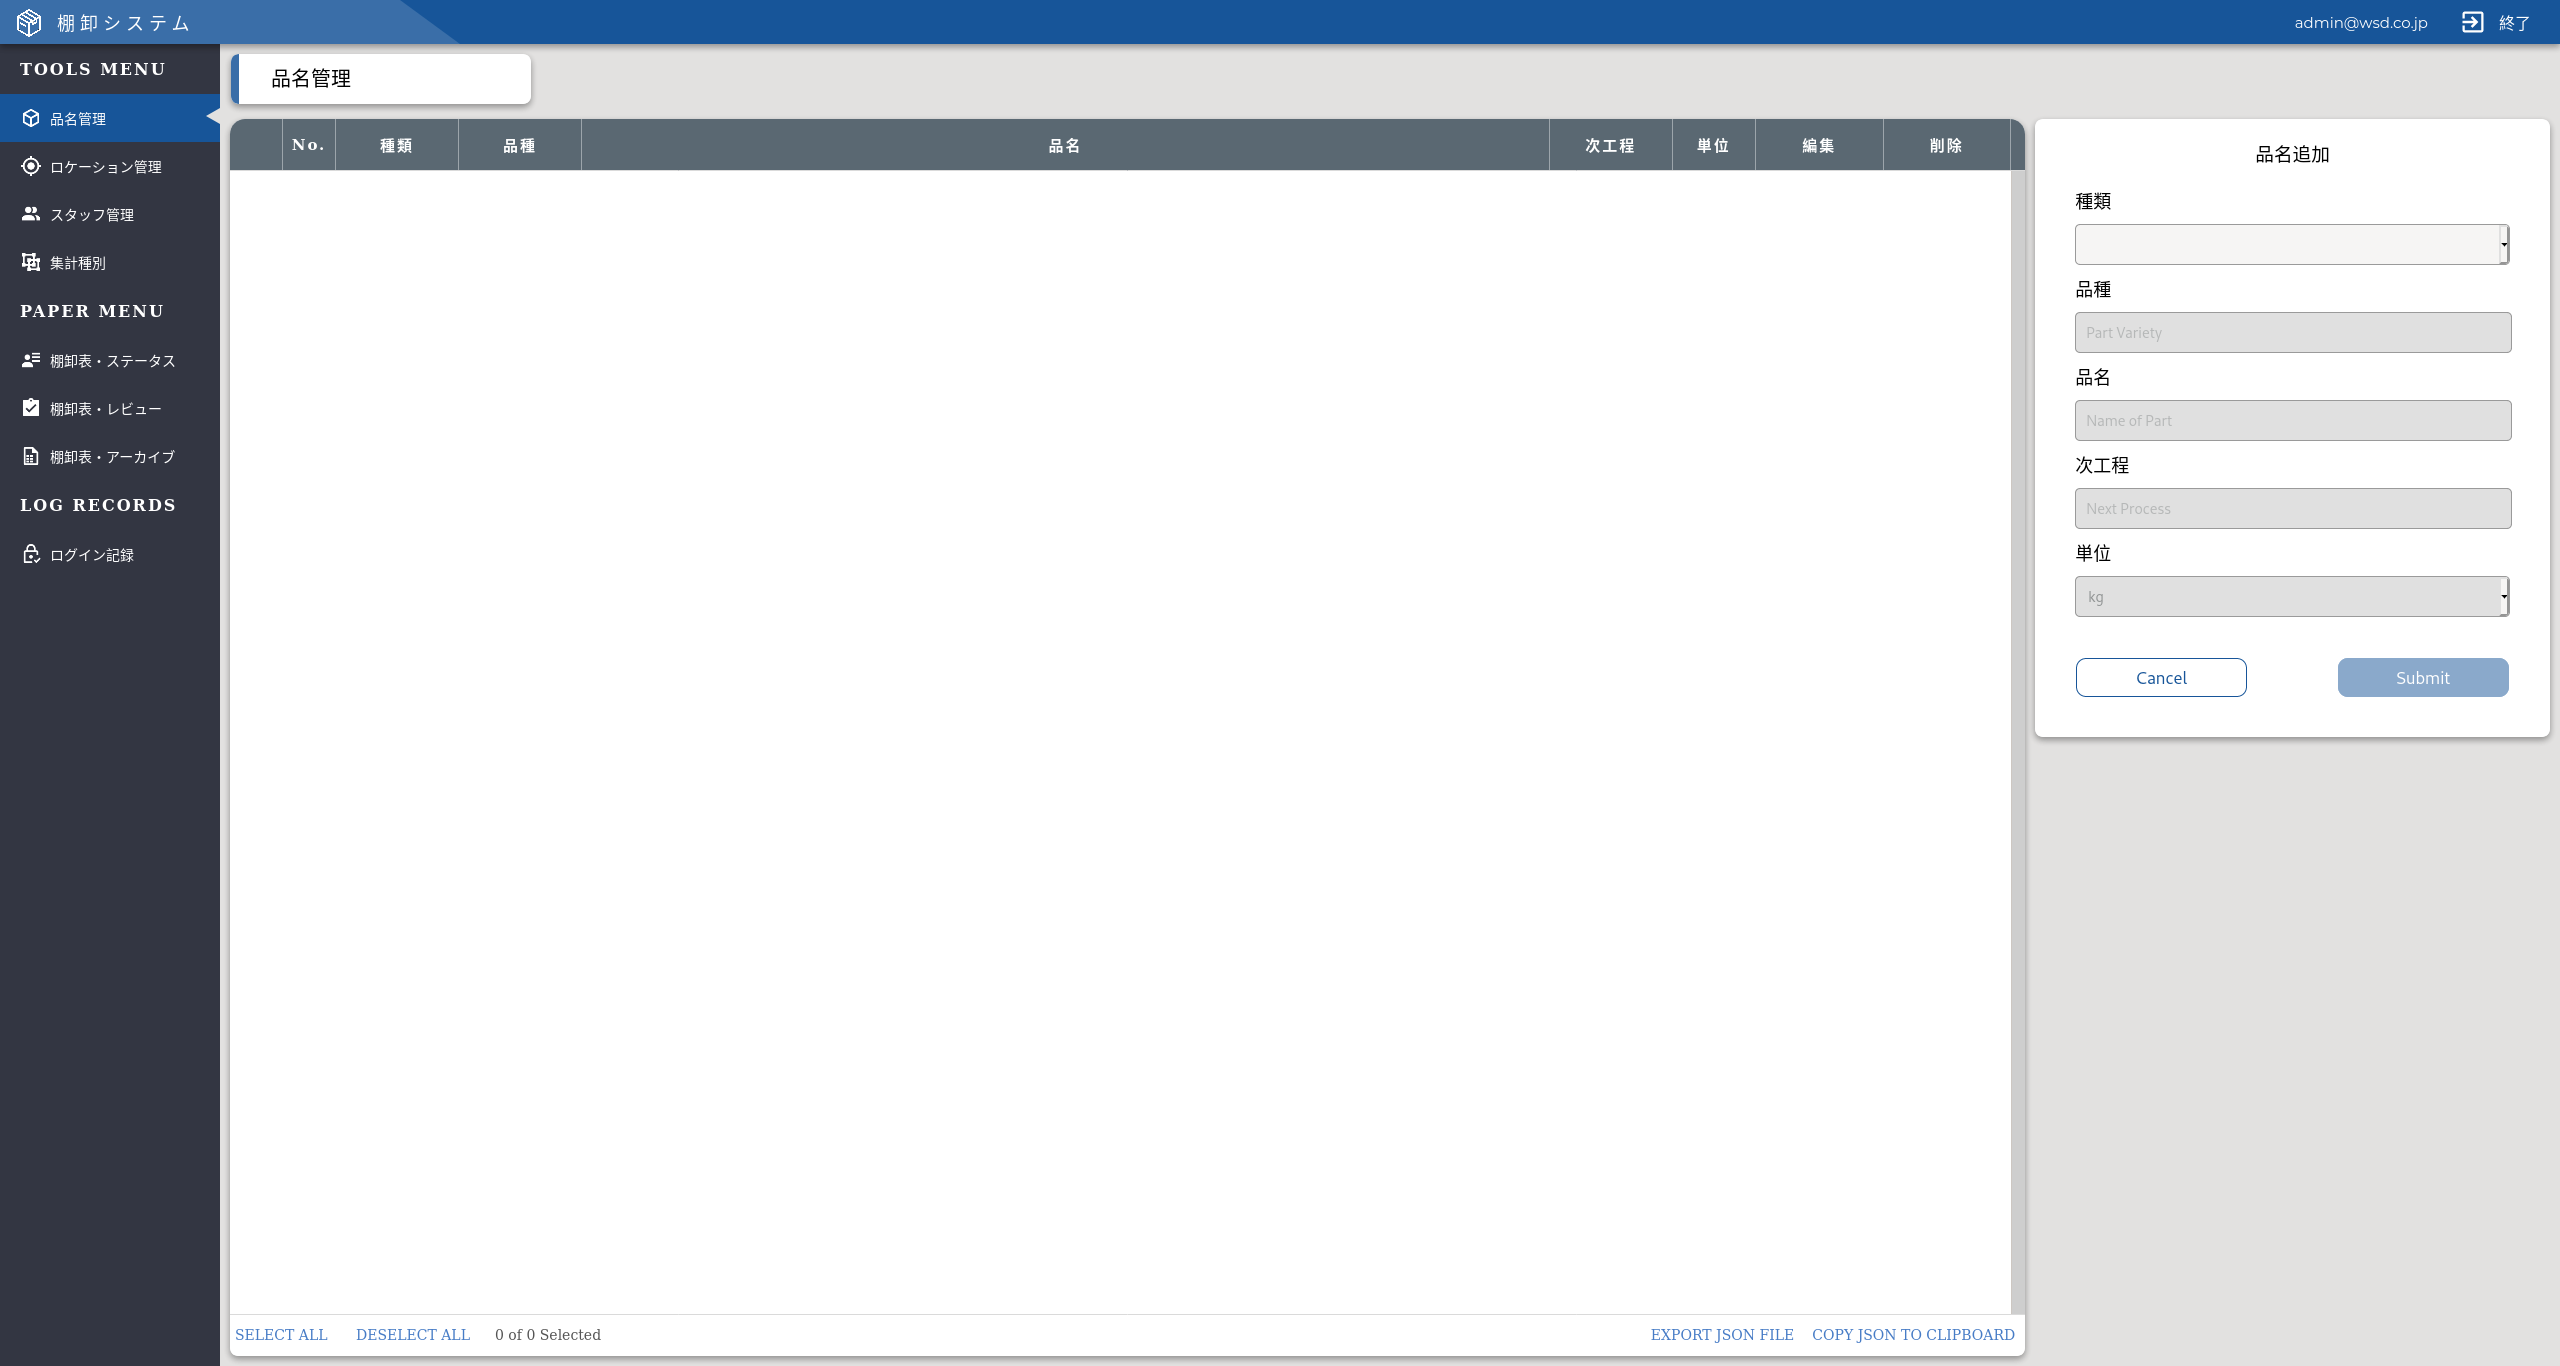 棚卸システム
admin@wsd.co.jp 終了
TOOLS MENU
品名管理
ロケーション管理
スタッフ管理
集計種別
PAPER MENU
棚卸表・ステータス
棚卸表・レビュー
棚卸表・アーカイブ
LOG RECORDS
ログイン記録
品名管理
No. 種類 品種 品名 次工程 単位 編集 削除
SELECT ALL DESELECT ALL 0 of 0 Selected EXPORT JSON FILE COPY JSON TO CLIPBOARD
品名追加
種類
品種
Part Variety
品名
Name of Part
次工程
Next Process
単位
kg
Cancel Submit